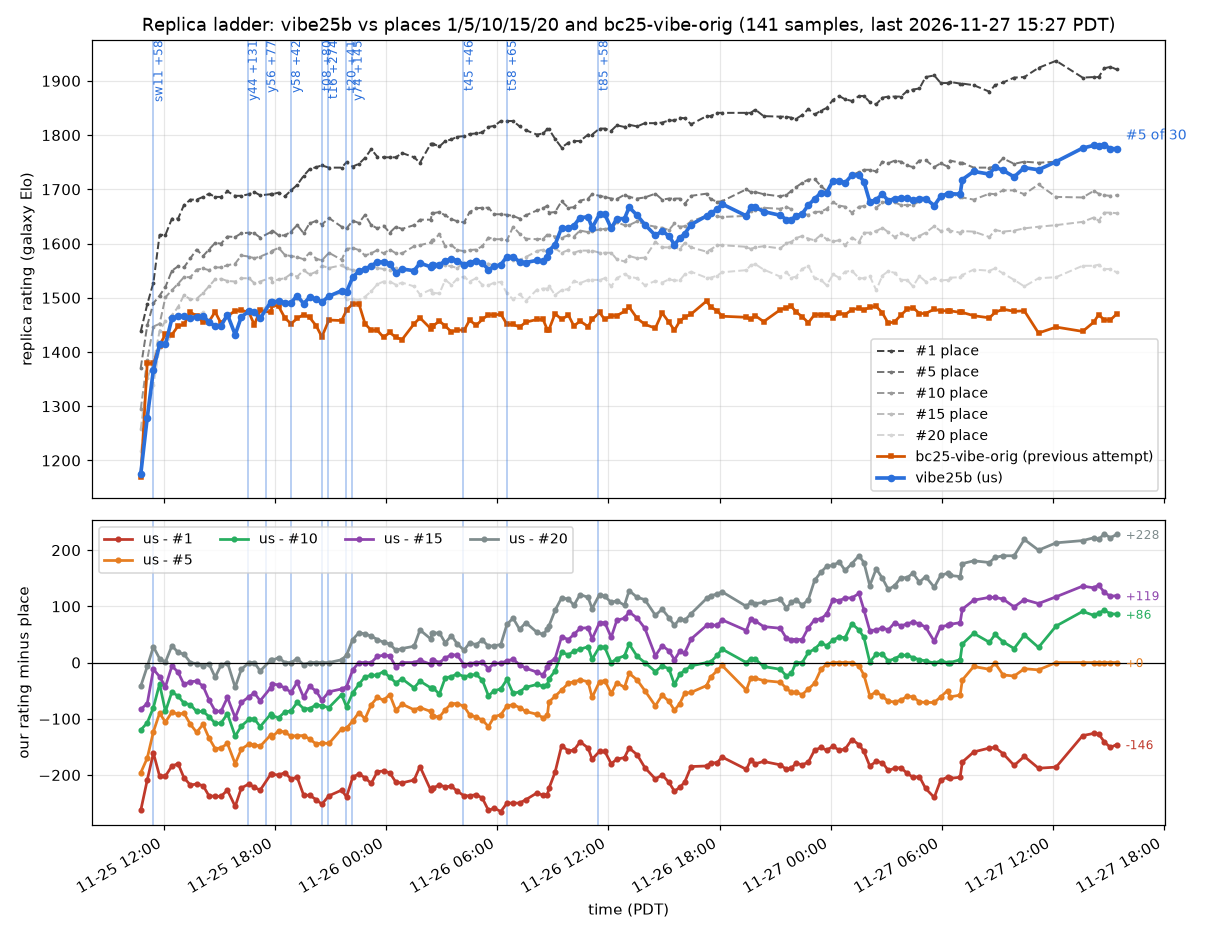 Replica ladder: vibe25b vs places 1/5/10/15/20 and bc25-vibe-orig (141 samples, last 2026-11-27 15:27 PDT)
replica rating (galaxy Elo)
1900
1800
1700
1600
1500
1400
1300
1200
sw11 +58
y44 +131
y56 +77
y58 +42
t08 +80
t16 +274
y74 +145
t45 +46
t58 +65
t85 +58
#5 of 30
#1 place
#5 place
#10 place
#15 place
#20 place
bc25-vibe-orig (previous attempt)
vibe25b (us)
our rating minus place
200
100
0
−100
−200
us - #1
us - #5
us - #10
us - #15
us - #20
+228
+119
+86
+0
-146
11-25 12:00
11-25 18:00
11-26 00:00
11-26 06:00
11-26 12:00
11-26 18:00
11-27 00:00
11-27 06:00
11-27 12:00
11-27 18:00
time (PDT)